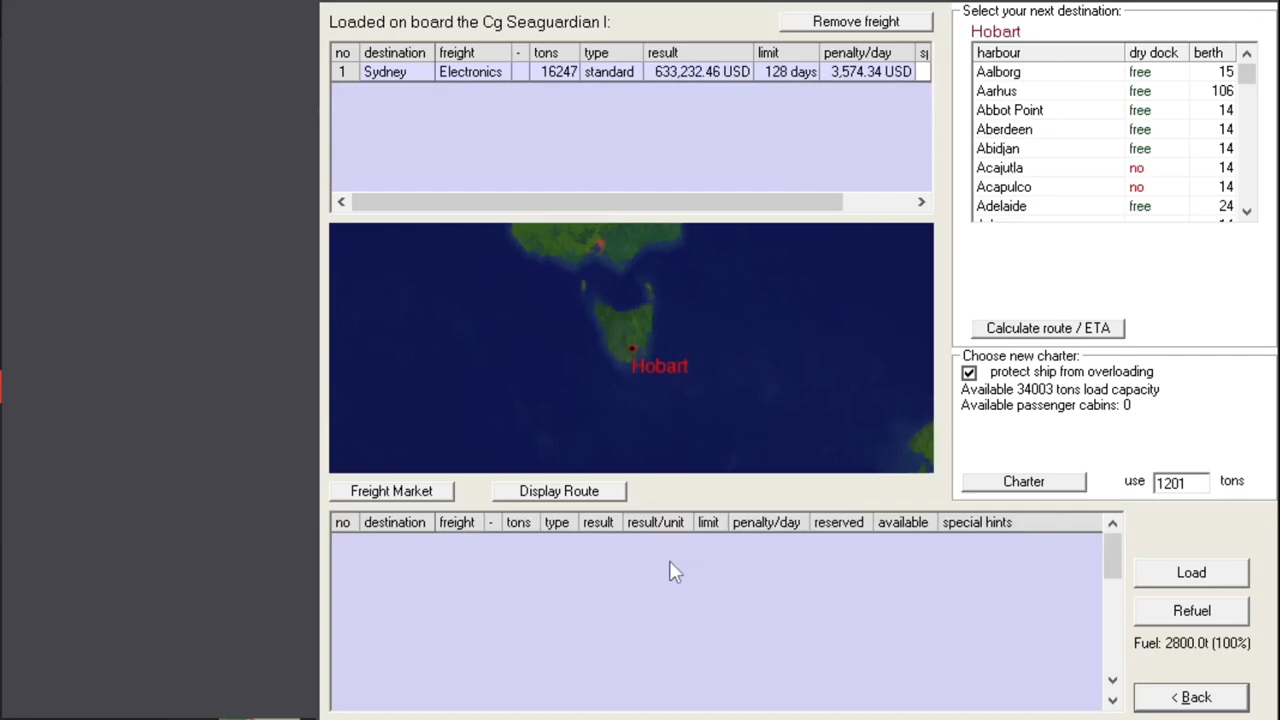 Loaded on board the Cg Seaguardian I:
Remove freight
no destination freight - tons type result limit penalty/day
1 Sydney Electronics 16247 standard 633,232.46 USD 128 days 3,574.34 USD
Select your next destination:
Hobart
harbour dry dock berth
Aalborg free 15
Aarhus free 106
Abbot Point free 14
Aberdeen free 14
Abidjan free 14
Acajutla no 14
Acapulco no 14
Adelaide free 24
Calculate route / ETA
Hobart
Choose new charter:
protect ship from overloading
Available 34003 tons load capacity
Available passenger cabins: 0
Charter use 1201 tons
Freight Market Display Route
no destination freight - tons type result result/unit limit penalty/day reserved available special hints
Load
Refuel
Fuel: 2800.0t (100%)
< Back